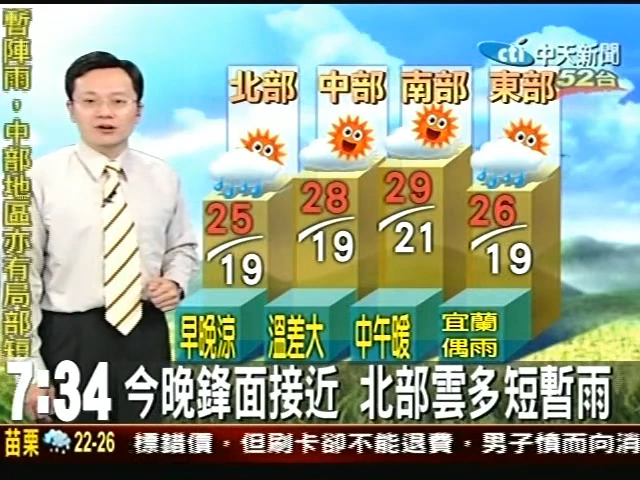 暫陣雨，中部地區亦有局部短
cti 中天新聞
52台
北部 中部 南部 東部
25 28 29 26
19 19 21 19
早晚涼 溫差大 中午暖 宜蘭偶雨
7:34 今晚鋒面接近 北部雲多短暫雨
苗栗 22-26 標錯價，但刷卡卻不能退費，男子憤而向消